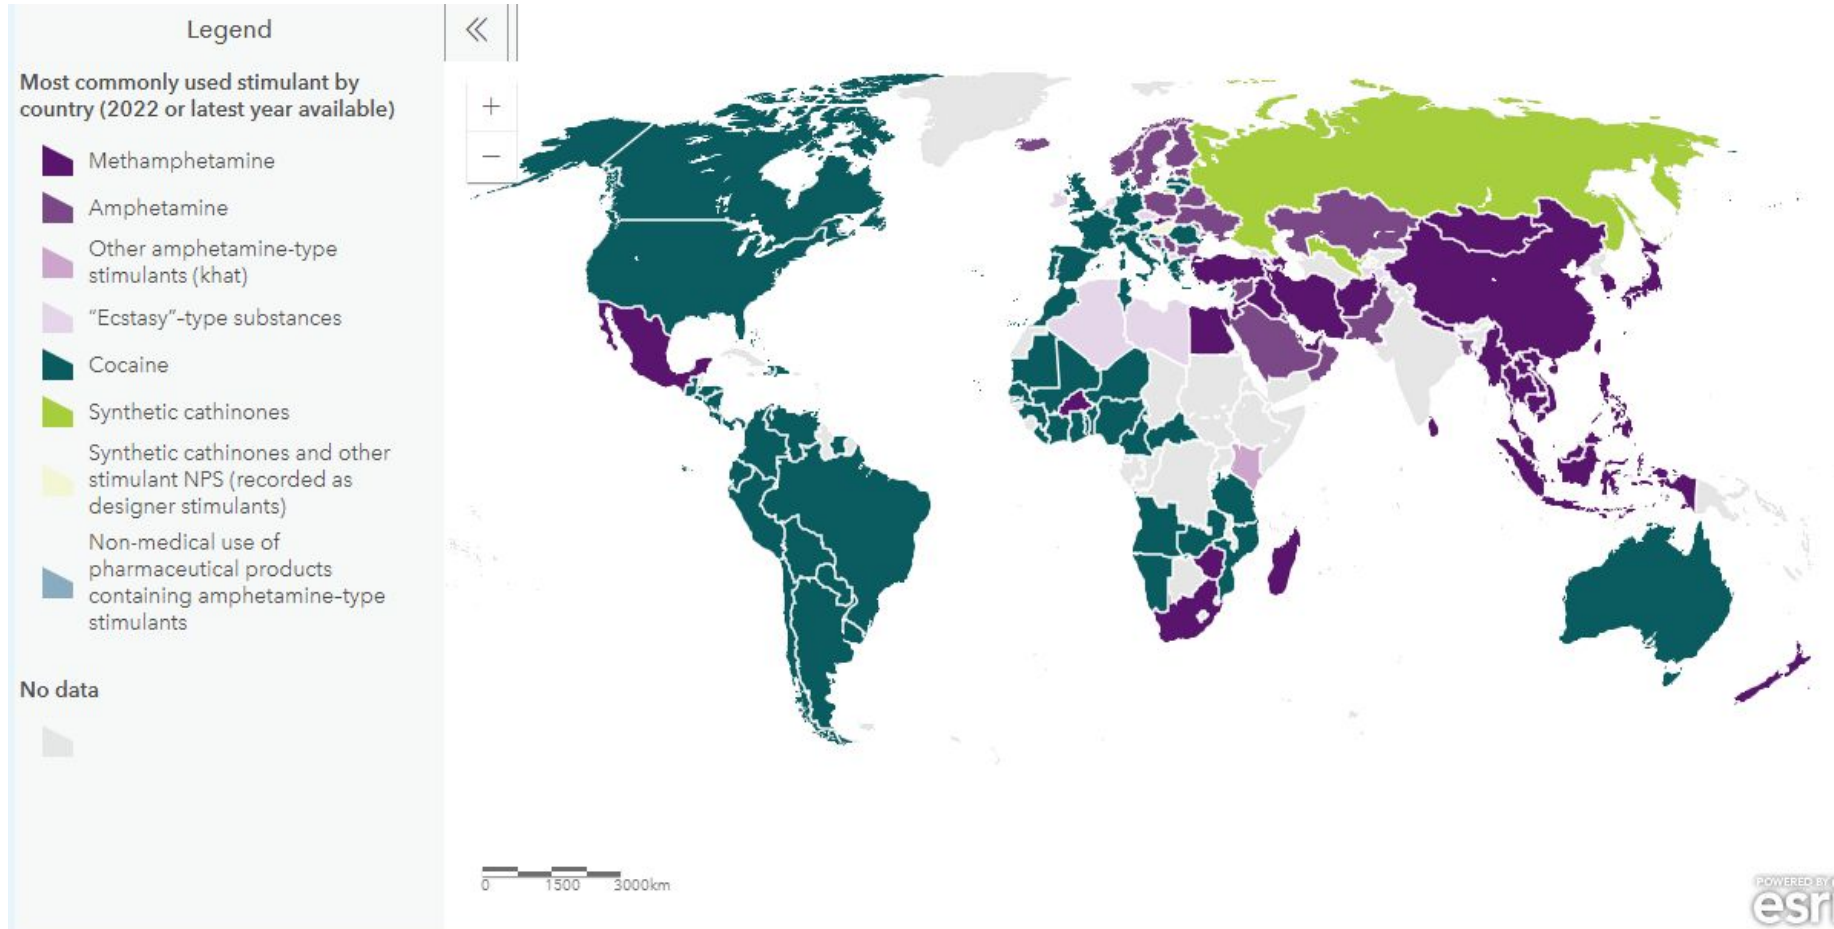 Legend
Most commonly used stimulant by
country (2022 or latest year available)
Methamphetamine
Amphetamine
Other amphetamine-type
stimulants (khat)
“Ecstasy”-type substances
Cocaine
Synthetic cathinones
Synthetic cathinones and other
stimulant NPS (recorded as
designer stimulants)
Non-medical use of
pharmaceutical products
containing amphetamine-type
stimulants
No data
+
−
0 1500 3000km
POWERED BY
esri